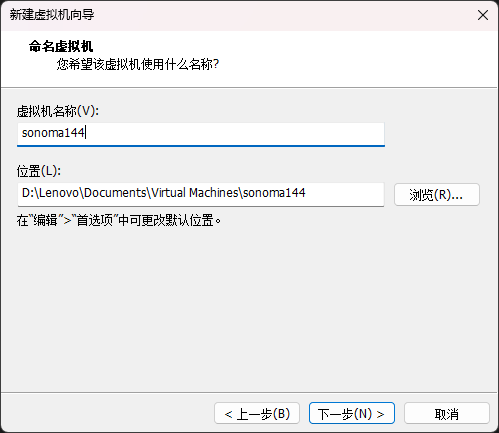 新建虚拟机向导
命名虚拟机
您希望该虚拟机使用什么名称?
虚拟机名称(V):
sonoma144
位置(L):
D:\Lenovo\Documents\Virtual Machines\sonoma144
浏览(R)...
在“编辑”>“首选项”中可更改默认位置。
< 上一步(B)
下一步(N) >
取消